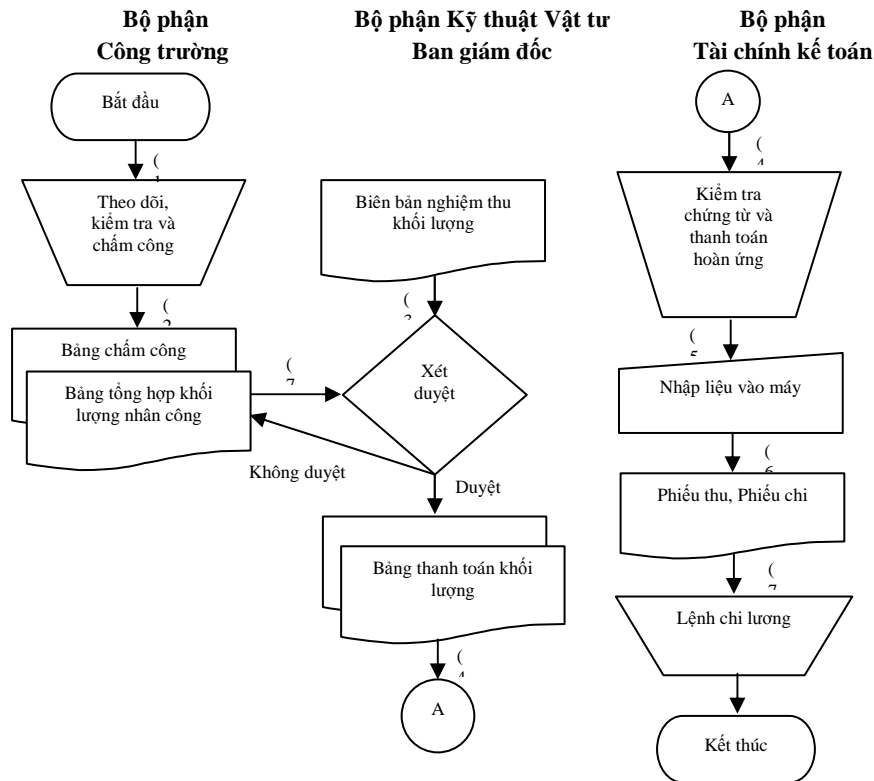 Bộ phận
Công trường
Bộ phận Kỹ thuật Vật tư
Ban giám đốc
Bộ phận
Tài chính kế toán
Bắt đầu
Theo dõi,
kiểm tra và
chấm công
Bảng chấm công
Bảng tổng hợp khối
lượng nhân công
Biên bản nghiệm thu
khối lượng
Xét
duyệt
Không duyệt
Duyệt
Bảng thanh toán khối
lượng
A
A
Kiểm tra
chứng từ và
thanh toán
hoàn ứng
Nhập liệu vào máy
Phiếu thu, Phiếu chi
Lệnh chi lương
Kết thúc